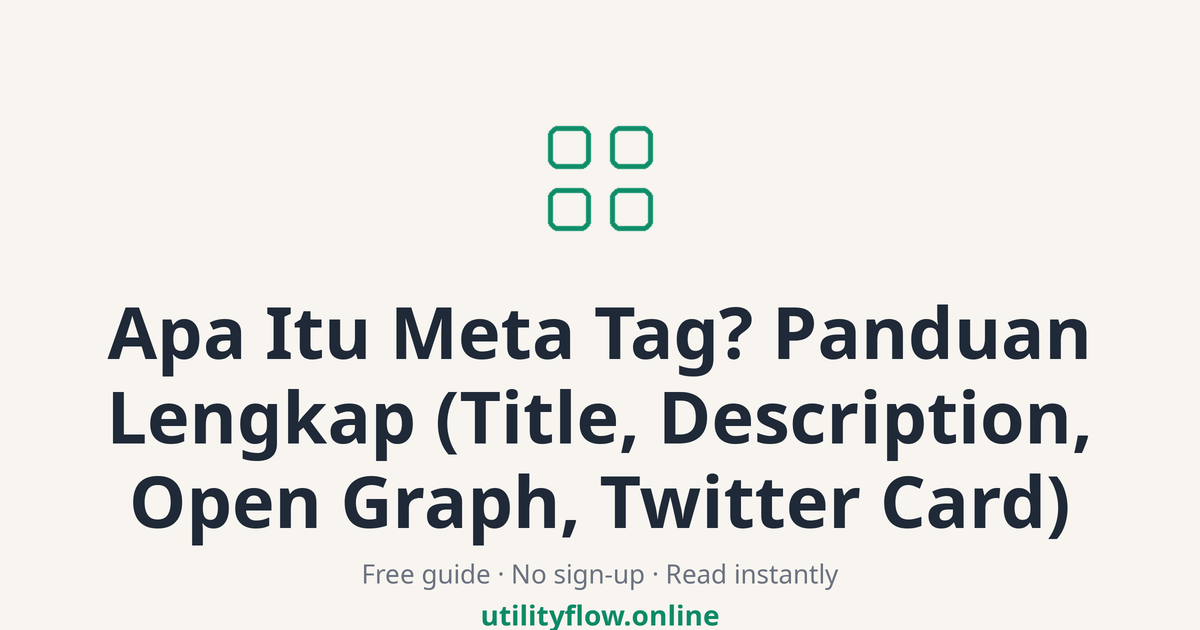 Apa Itu Meta Tag? Panduan
Lengkap (Title, Description,
Open Graph, Twitter Card)
Free guide · No sign-up · Read instantly
utilityflow.online